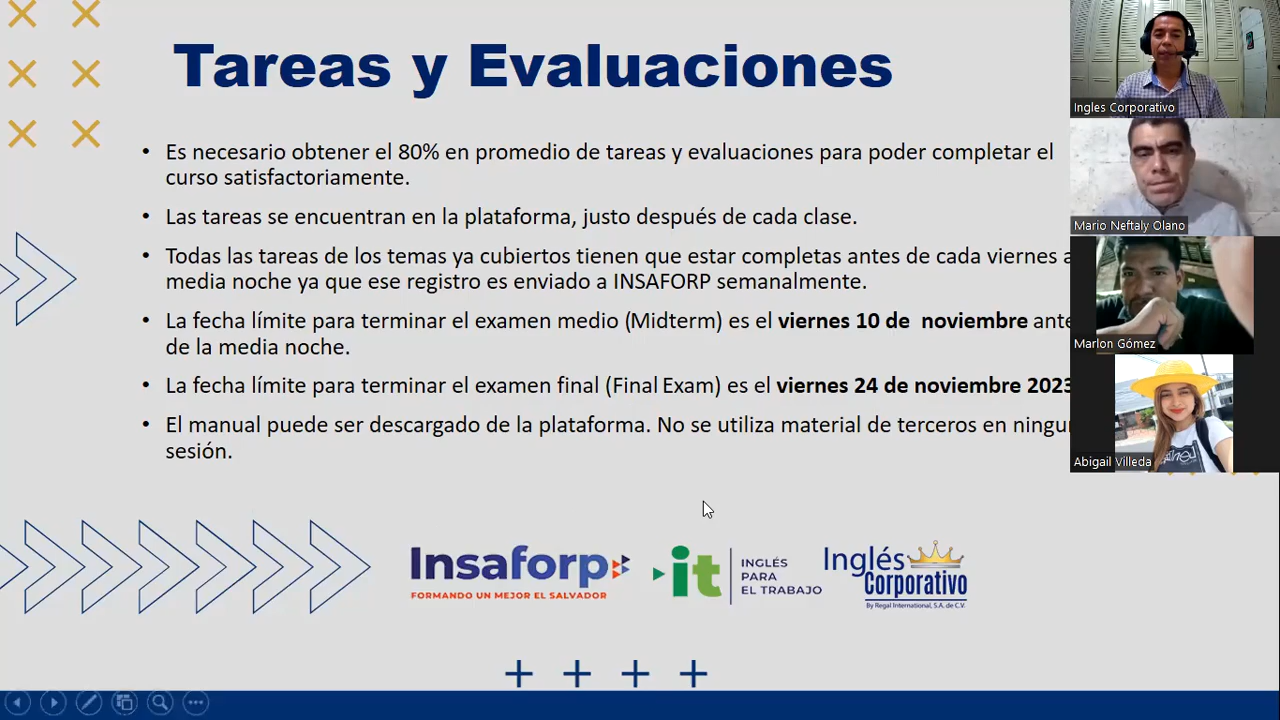 Tareas y Evaluaciones
• Es necesario obtener el 80% en promedio de tareas y evaluaciones para poder completar el
curso satisfactoriamente.
• Las tareas se encuentran en la plataforma, justo después de cada clase.
• Todas las tareas de los temas ya cubiertos tienen que estar completas antes de cada viernes a
media noche ya que ese registro es enviado a INSAFORP semanalmente.
• La fecha límite para terminar el examen medio (Midterm) es el viernes 10 de noviembre ante
de la media noche.
• La fecha límite para terminar el examen final (Final Exam) es el viernes 24 de noviembre 2023
• El manual puede ser descargado de la plataforma. No se utiliza material de terceros en ningu
sesión.
Insaforp
FORMANDO UN MEJOR EL SALVADOR
it
INGLÉS
PARA
EL TRABAJO
Inglés
Corporativo
By Regal International, S.A. de C.V.
Ingles Corporativo
Mario Neftaly Olano
Marlon Gómez
Abigail Villeda